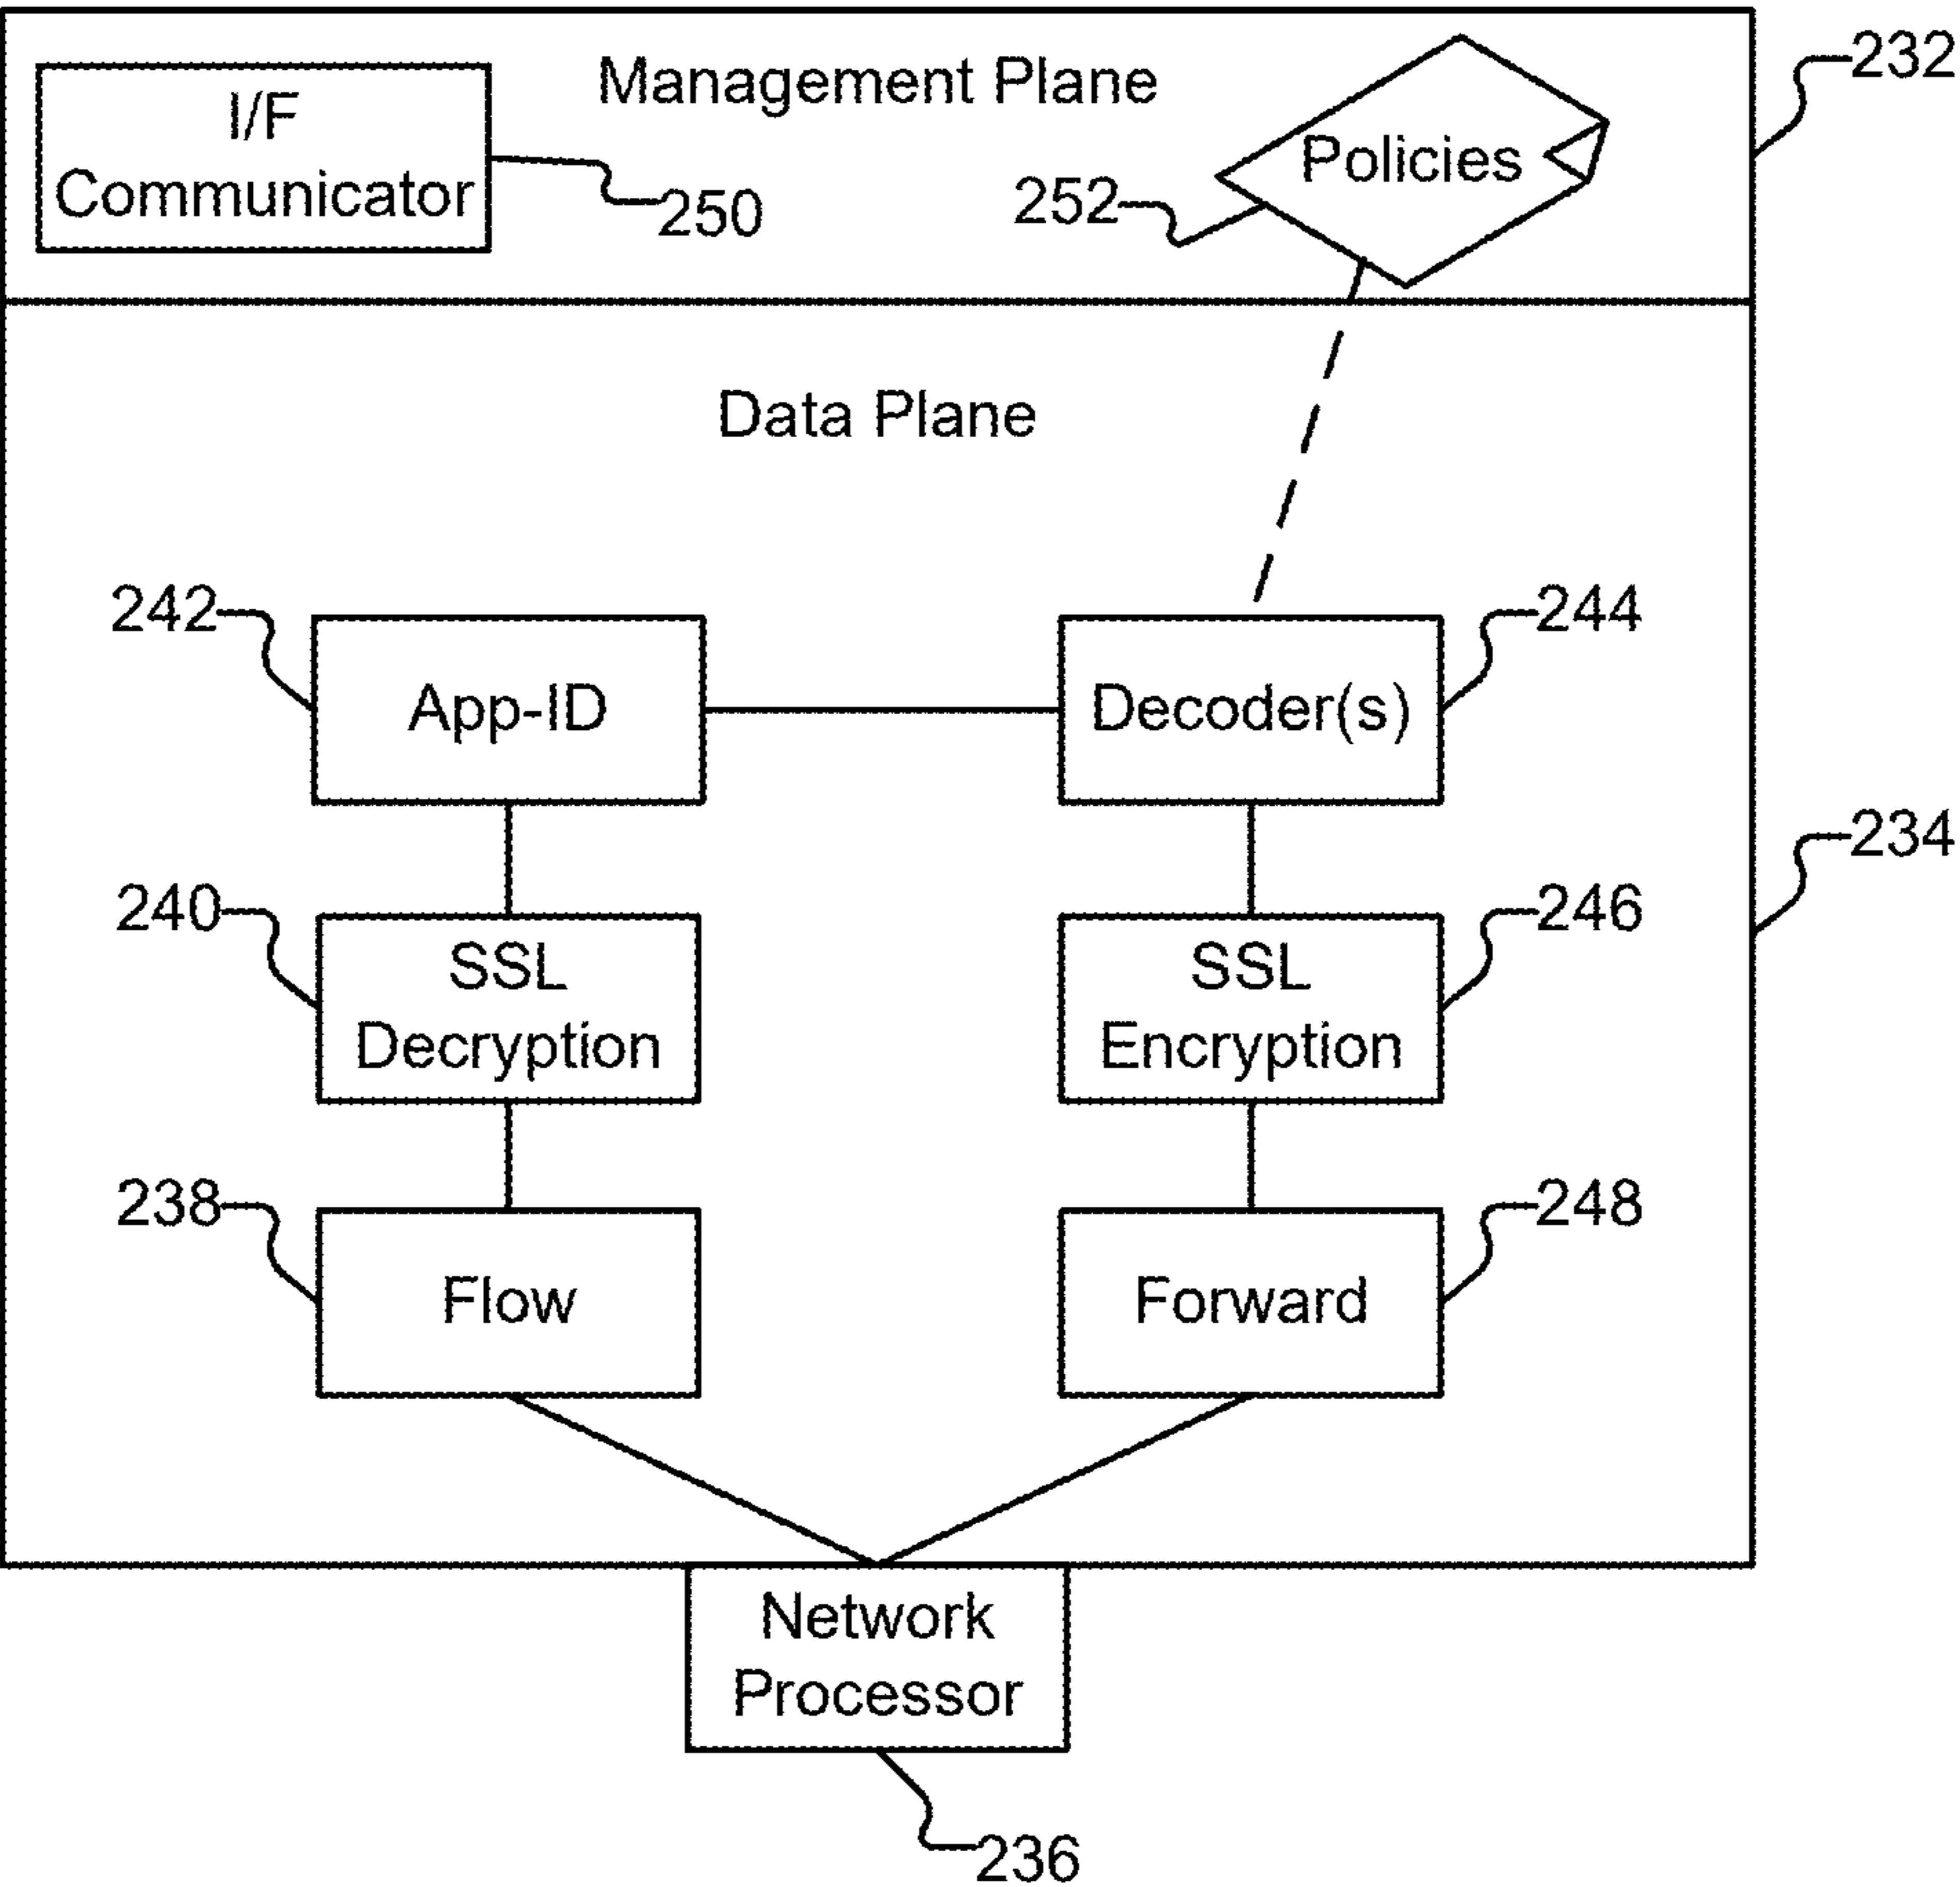 Management Plane
232
I/F
Communicator
250
252
Policies
Data Plane
242
App-ID
Decoder(s)
244
234
240
SSL
Decryption
SSL
Encryption
246
238
Flow
Forward
248
Network
Processor
236